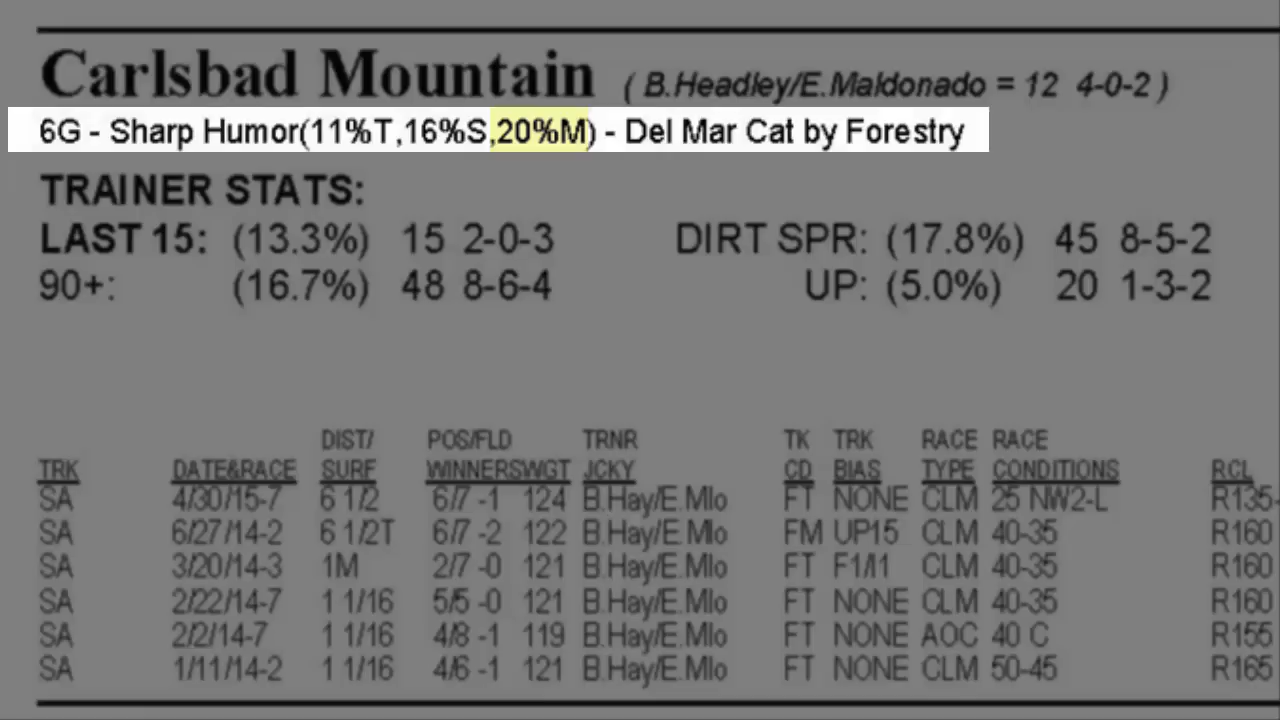 Carlsbad Mountain ( B.Headley/E.Maldonado = 12 4-0-2 )
6G - Sharp Humor(11%T,16%S,20%M) - Del Mar Cat by Forestry
TRAINER STATS:
LAST 15: (13.3%) 15 2-0-3 DIRT SPR: (17.8%) 45 8-5-2
90+: (16.7%) 48 8-6-4 UP: (5.0%) 20 1-3-2
DIST/ POS/FLD TRNR TK TRK RACE RACE
TRK DATE&RACE SURF WINNERSWGT JCKY CD BIAS TYPE CONDITIONS RCL
SA 4/30/15-7 6 1/2 6/7 -1 124 B.Hay/E.Mlo FT NONE CLM 25 NW2-L R135-
SA 6/27/14-2 6 1/2T 6/7 -2 122 B.Hay/E.Mlo FM UP15 CLM 40-35 R160
SA 3/20/14-3 1M 2/7 -0 121 B.Hay/E.Mlo FT F1/I1 CLM 40-35 R160
SA 2/22/14-7 1 1/16 5/5 -0 121 B.Hay/E.Mlo FT NONE CLM 40-35 R160
SA 2/2/14-7 1 1/16 4/8 -1 119 B.Hay/E.Mlo FT NONE AOC 40 C R155
SA 1/11/14-2 1 1/16 4/6 -1 121 B.Hay/E.Mlo FT NONE CLM 50-45 R165